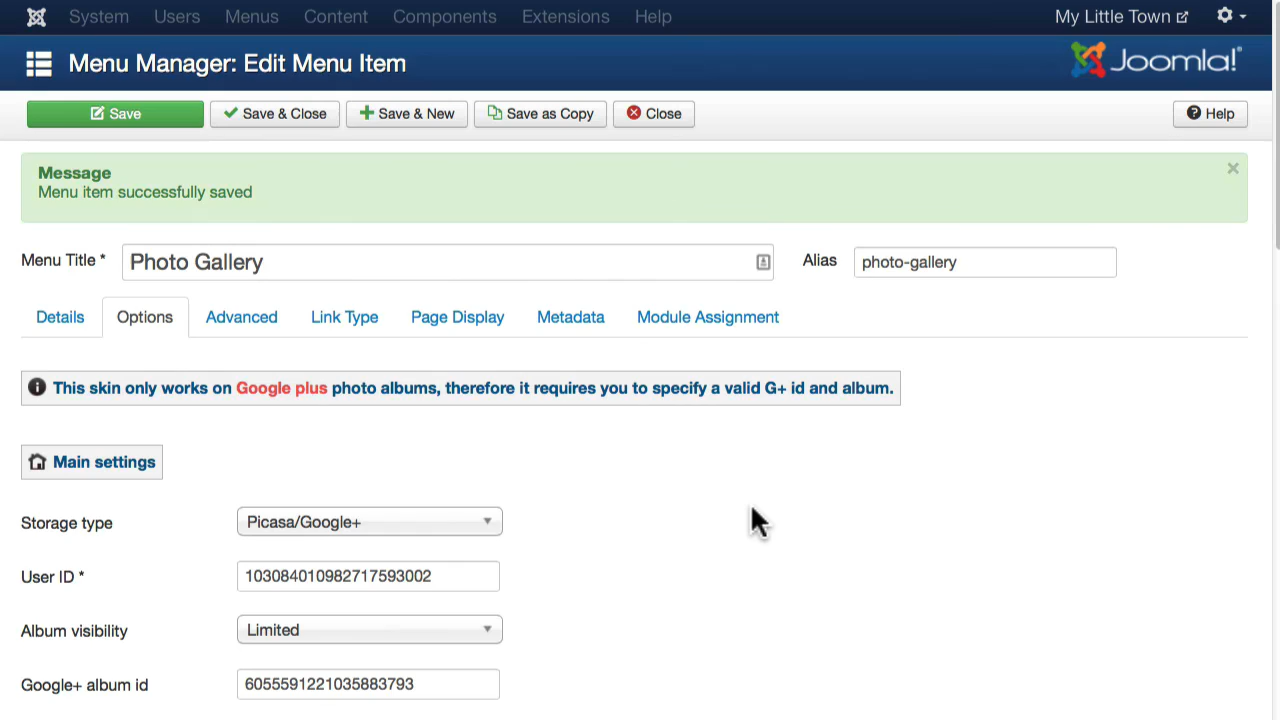 System Users Menus Content Components Extensions Help My Little Town
Menu Manager: Edit Menu Item Joomla!®
Save Save & Close Save & New Save as Copy Close Help
Message
Menu item successfully saved
Menu Title * Photo Gallery Alias photo-gallery
Details Options Advanced Link Type Page Display Metadata Module Assignment
This skin only works on Google plus photo albums, therefore it requires you to specify a valid G+ id and album.
Main settings
Storage type Picasa/Google+
User ID * 103084010982717593002
Album visibility Limited
Google+ album id 6055591221035883793